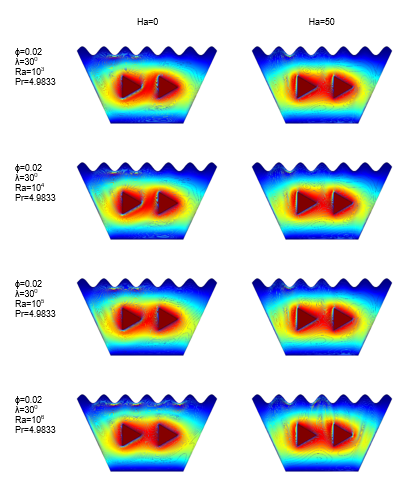 Ha=0 Ha=50
ϕ=0.02
λ=30⁰
Ra=10³
Pr=4.9833
ϕ=0.02
λ=30⁰
Ra=10⁴
Pr=4.9833
ϕ=0.02
λ=30⁰
Ra=10⁵
Pr=4.9833
ϕ=0.02
λ=30⁰
Ra=10⁶
Pr=4.9833